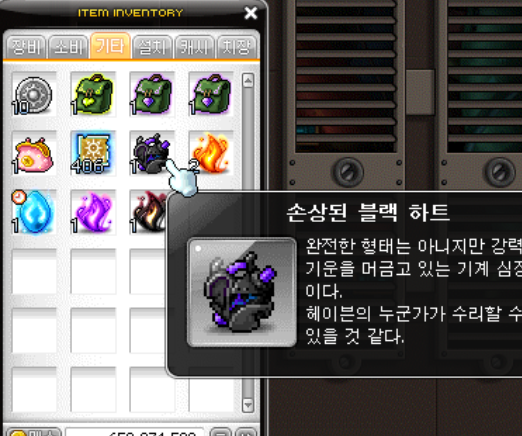 ITEM INVENTORY
장비 소비 기타 설치 캐시 치장
10 1 1 1
1 406 1 2
1 1 1
손상된 블랙 하트
완전한 형태는 아니지만 강력
기운을 머금고 있는 기계 심장
이다.
헤이븐의 누군가가 수리할 수
있을 것 같다.
메소